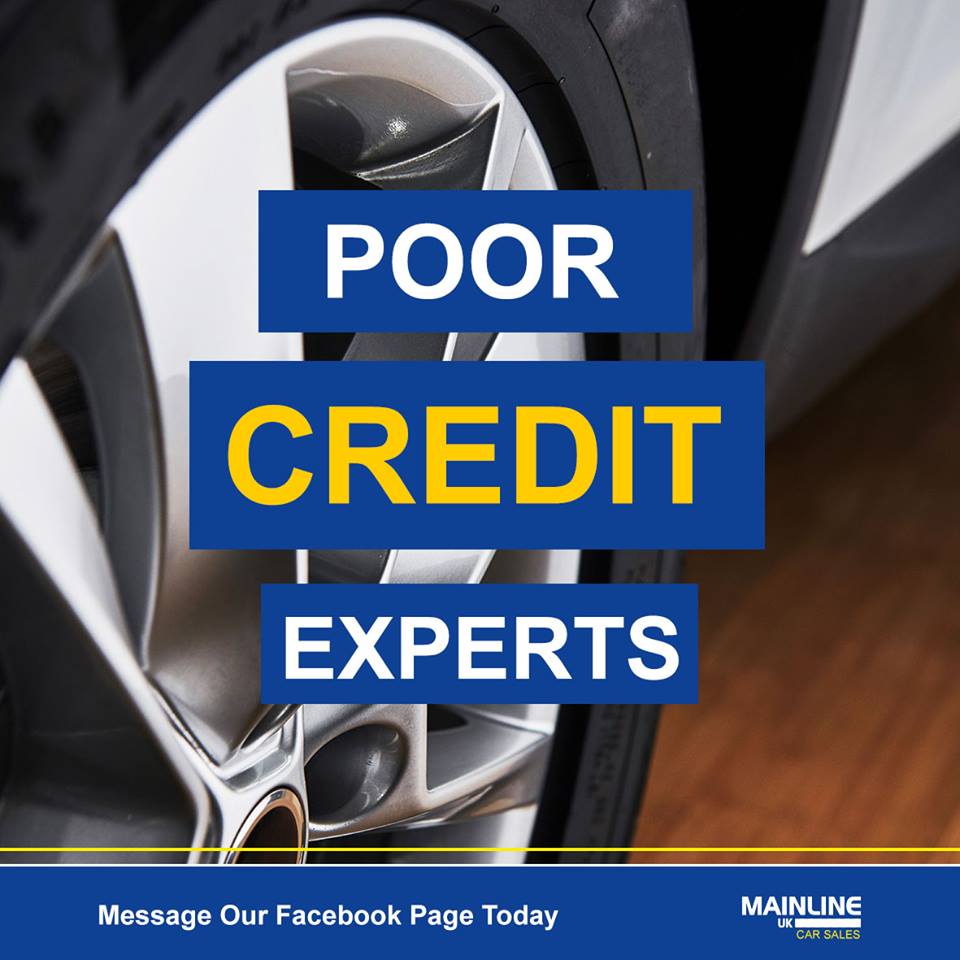 POOR
CREDIT
EXPERTS
Message Our Facebook Page Today
MAINLINE
UK
CAR SALES